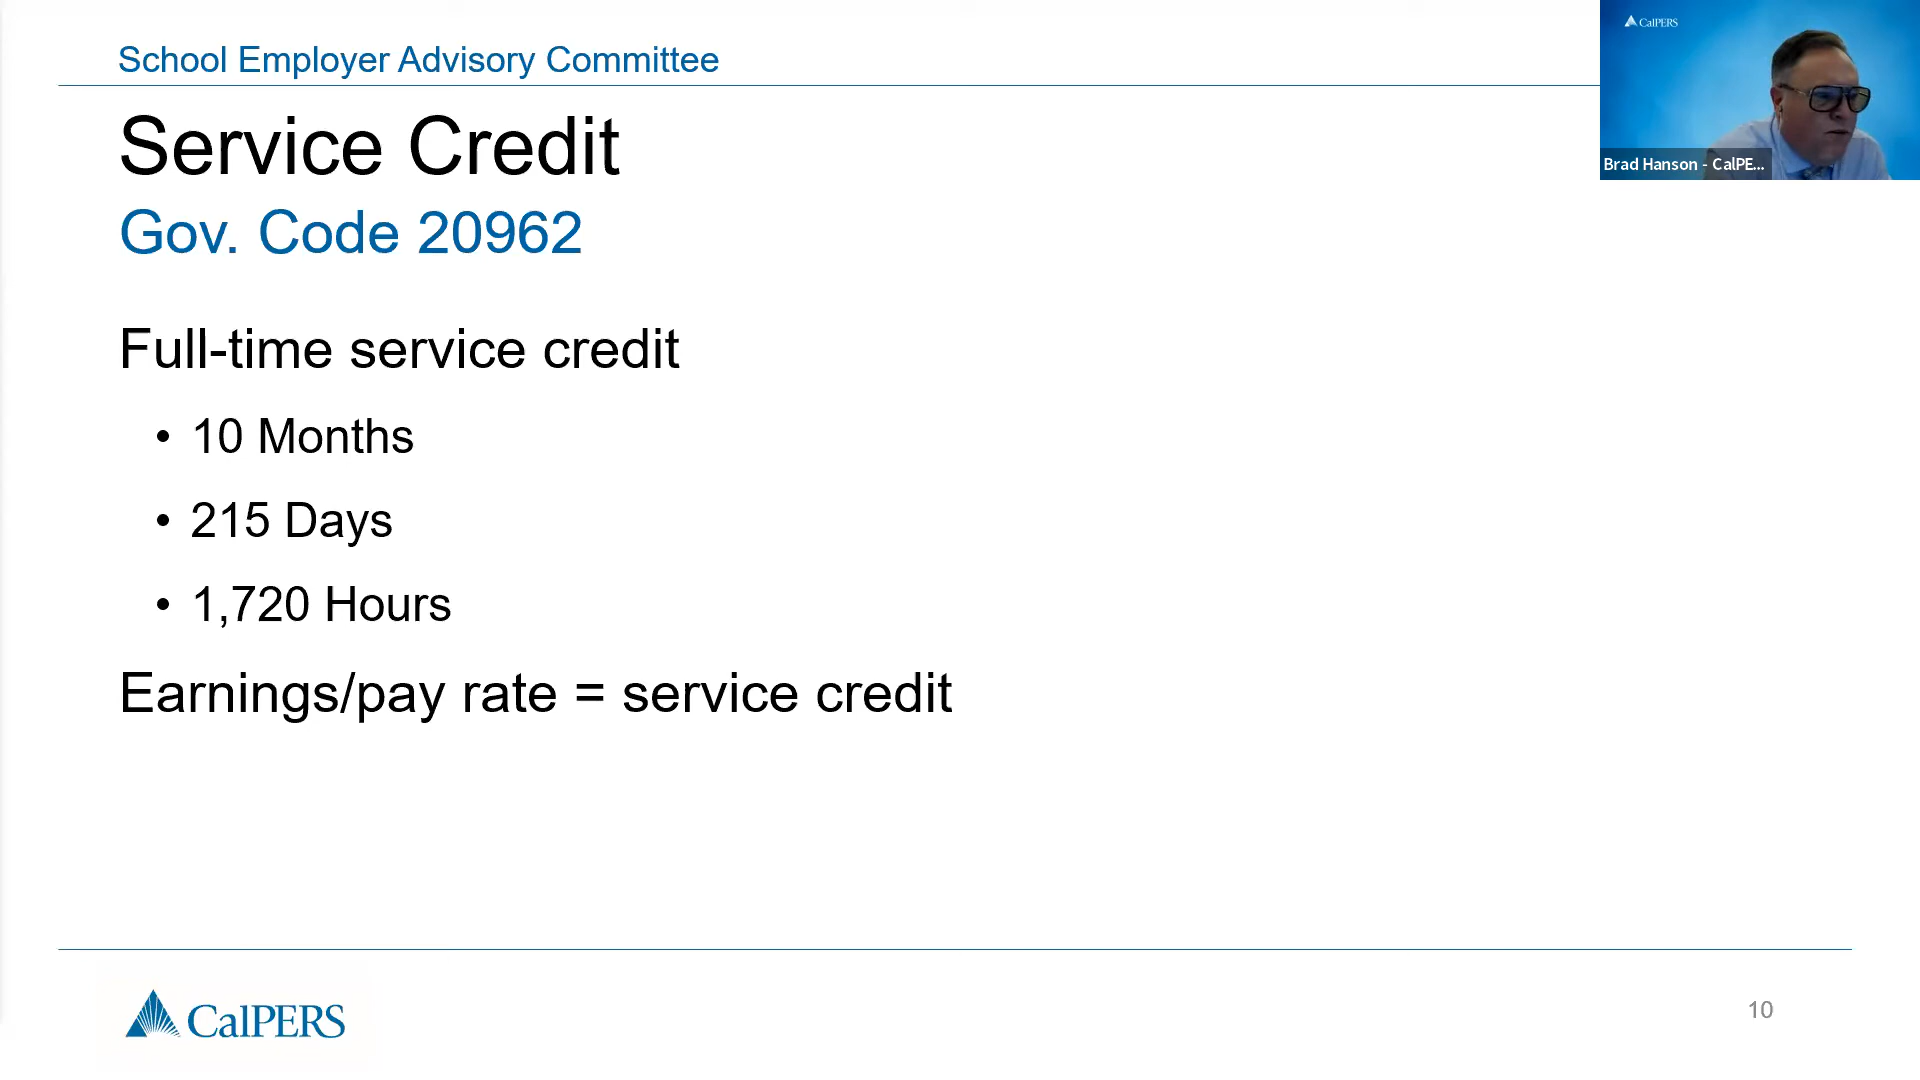 School Employer Advisory Committee
CalPERS
Brad Hanson - CalPE...
Service Credit
Gov. Code 20962
Full-time service credit
• 10 Months
• 215 Days
• 1,720 Hours
Earnings/pay rate = service credit
CalPERS
10